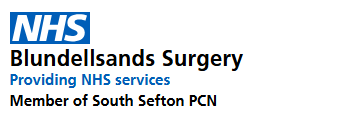 NHS
Blundellsands Surgery
Providing NHS services
Member of South Sefton PCN